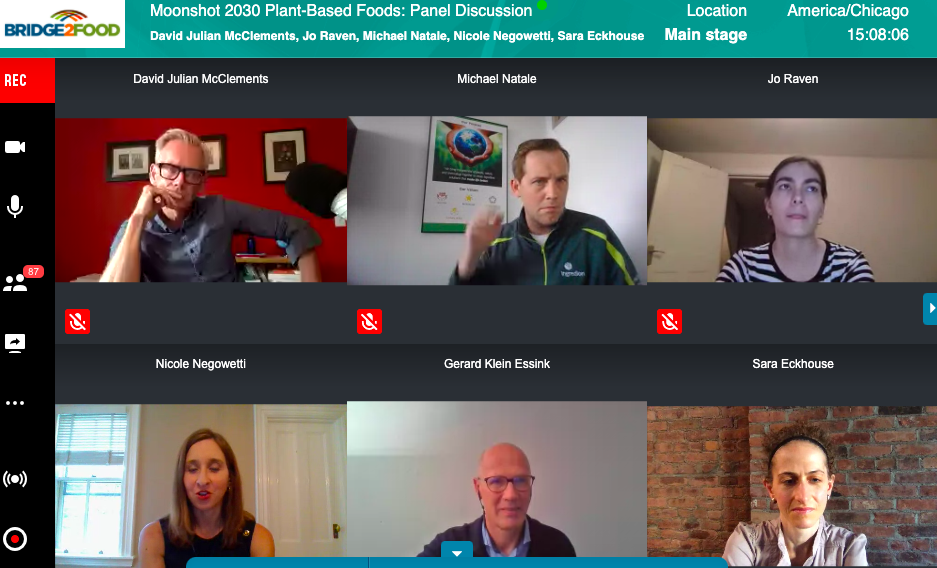 BRIDGE2FOOD
Moonshot 2030 Plant-Based Foods: Panel Discussion
David Julian McClements, Jo Raven, Michael Natale, Nicole Negowetti, Sara Eckhouse
Location
Main stage
America/Chicago
15:08:06
REC
87
David Julian McClements
Michael Natale
Jo Raven
Ingredion
Nicole Negowetti
Gerard Klein Essink
Sara Eckhouse